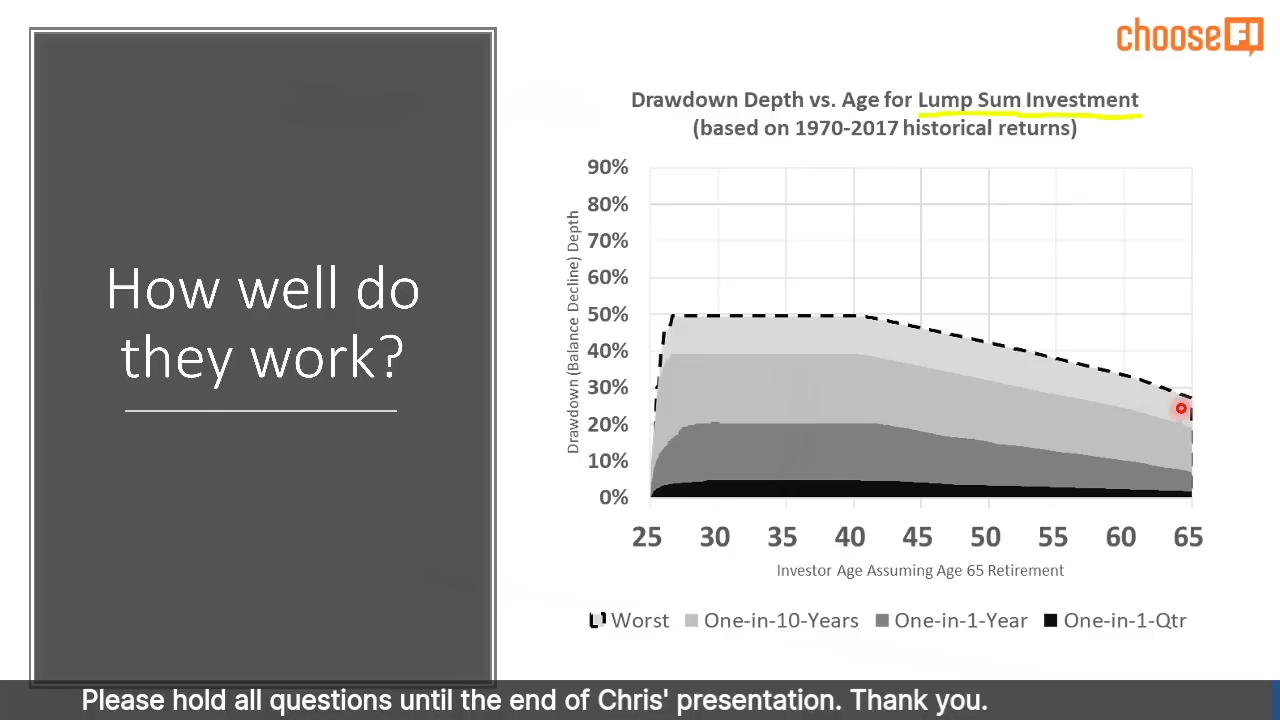 chooseFI
How well do
they work?
Drawdown Depth vs. Age for Lump Sum Investment
(based on 1970-2017 historical returns)
Drawdown (Balance Decline) Depth
90%
80%
70%
60%
50%
40%
30%
20%
10%
0%
25 30 35 40 45 50 55 60 65
Investor Age Assuming Age 65 Retirement
Worst One-in-10-Years One-in-1-Year One-in-1-Qtr
Please hold all questions until the end of Chris' presentation. Thank you.